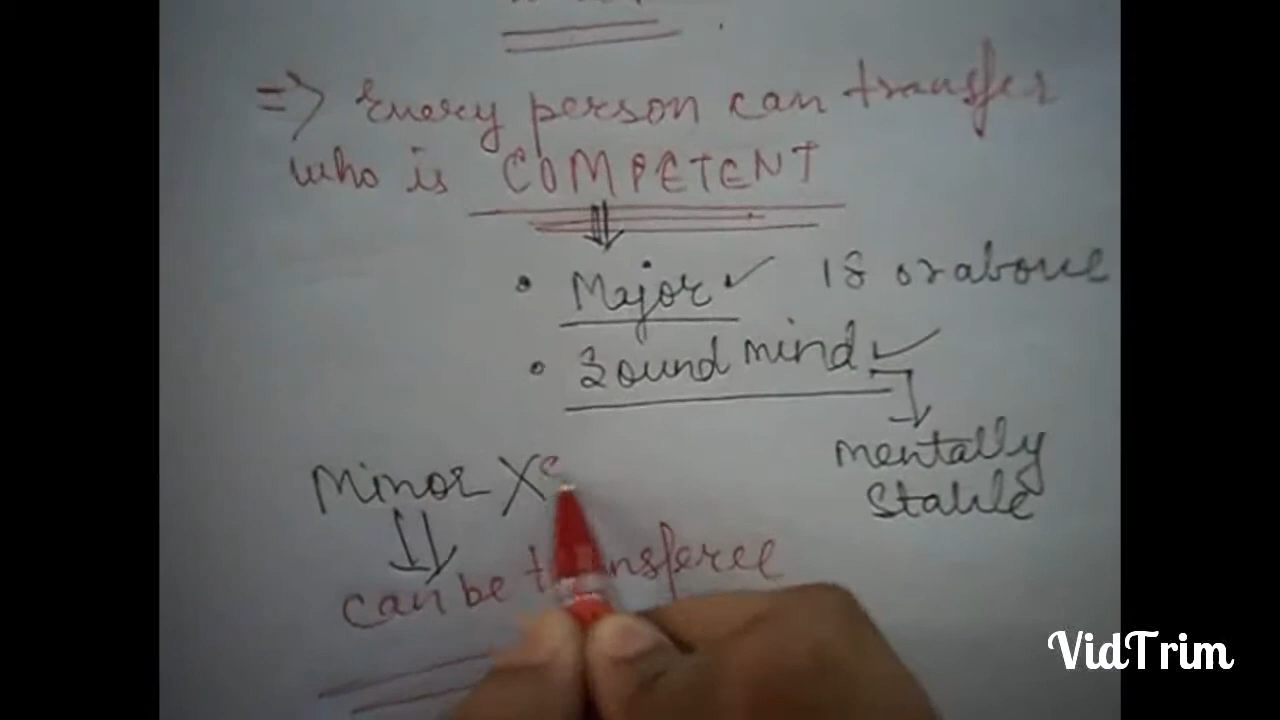 => Every person can transfer
who is COMPETENT
• Major ✓ 18 or above
• Sound mind ✓
mentally
stable
Minor X
can be transferee
VidTrim